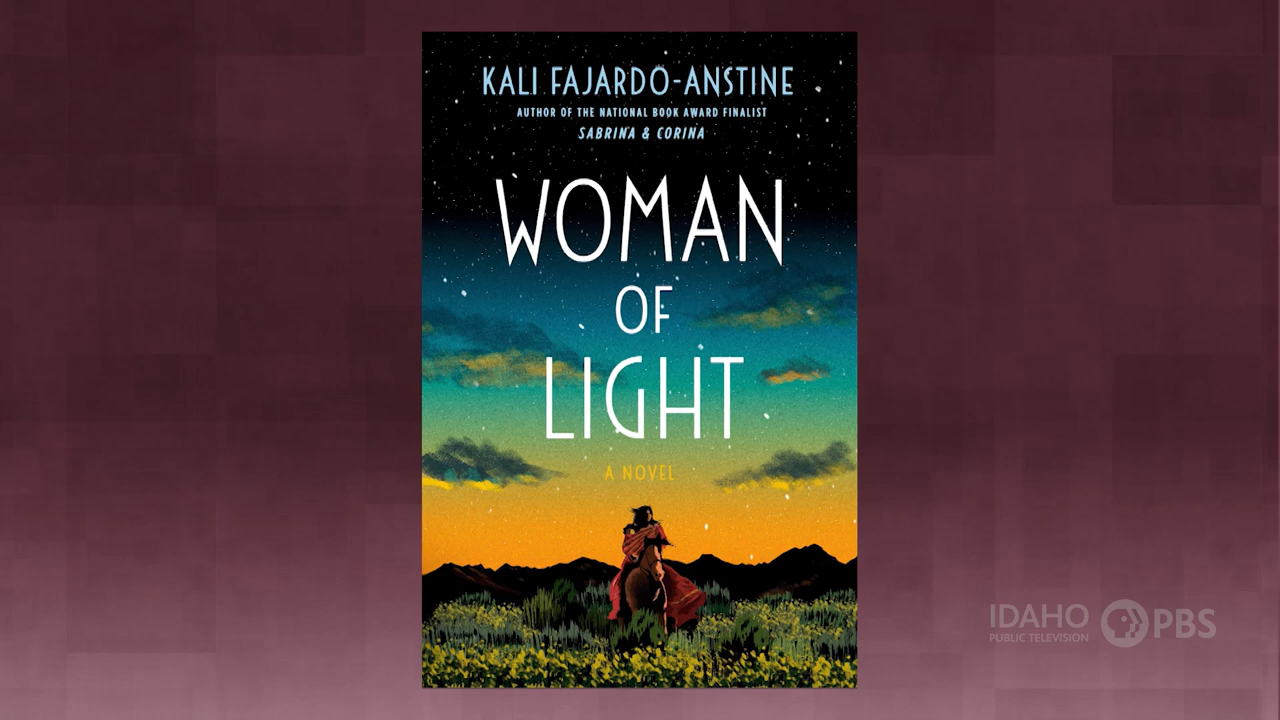 KALI FAJARDO-ANSTINE
AUTHOR OF THE NATIONAL BOOK AWARD FINALIST
SABRINA & CORINA
WOMAN
OF
LIGHT
A NOVEL
IDAHO
PUBLIC TELEVISION
PBS